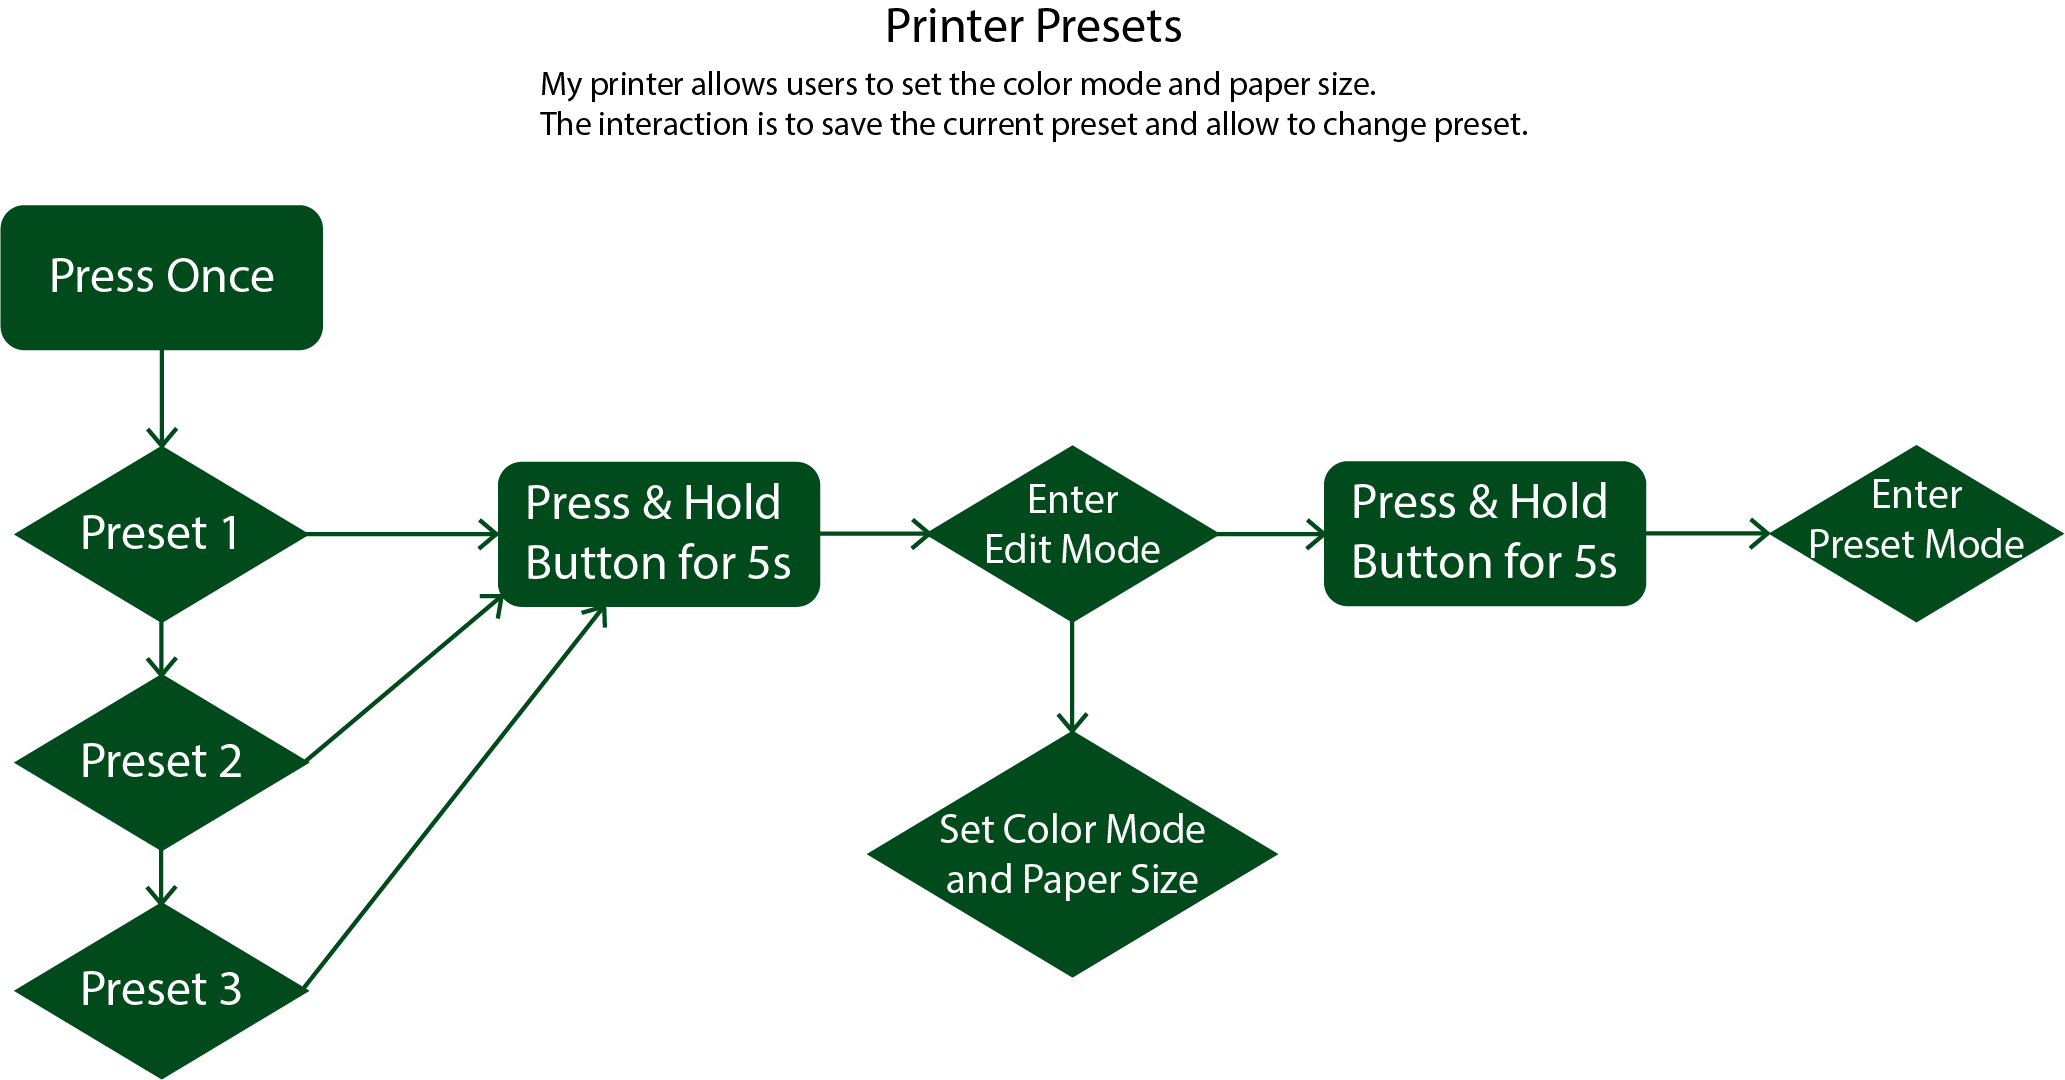 Printer Presets
My printer allows users to set the color mode and paper size.
The interaction is to save the current preset and allow to change preset.
Press Once
Preset 1
Press & Hold
Button for 5s
Enter
Edit Mode
Press & Hold
Button for 5s
Enter
Preset Mode
Preset 2
Set Color Mode
and Paper Size
Preset 3